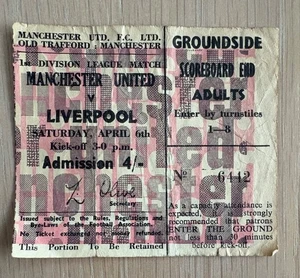 MANCHESTER UTD. F.C. LTD.
OLD TRAFFORD : MANCHESTER
1st DIVISION LEAGUE MATCH
MANCHESTER UNITED
v
LIVERPOOL
SATURDAY, APRIL 6th
Kick-off 3-0 p.m.
Admission 4/-
L. Olive
Secretary
Issued subject to the Rules, Regulations and
Bye-Laws of the Football Association.
No Ticket exchanged nor money refunded.
This Portion To Be Retained
GROUNDSIDE
SCOREBOARD END
ADULTS
Enter by turnstiles
1—8
No 6442
As a capacity attendance is
expected, it is strongly
recommended that patrons
ENTER THE GROUND
not less than 30 minutes
before kick-off.